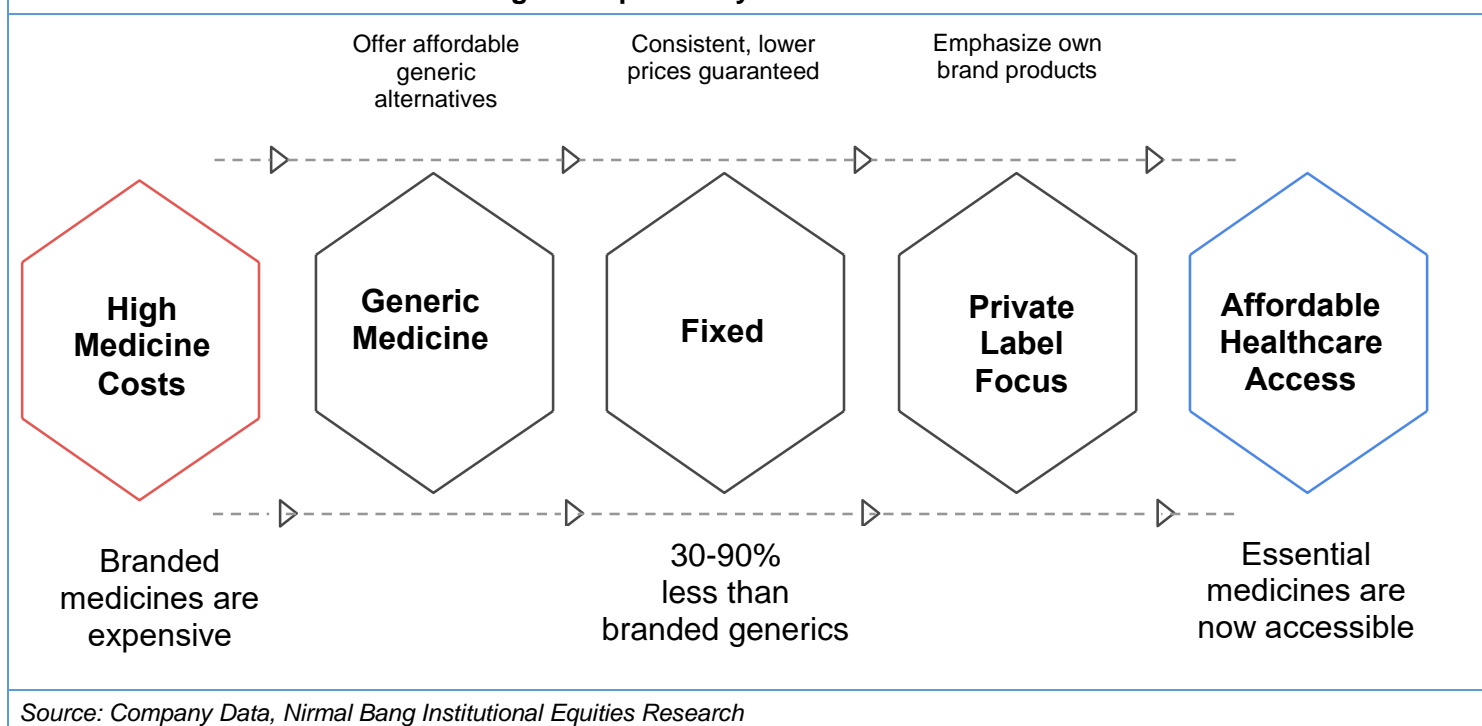 Offer affordable
generic
alternatives
Consistent, lower
prices guaranteed
Emphasize own
brand products
High
Medicine
Costs
Generic
Medicine
Fixed
Private
Label
Focus
Affordable
Healthcare
Access
Branded
medicines are
expensive
30-90%
less than
branded generics
Essential
medicines are
now accessible
Source: Company Data, Nirmal Bang Institutional Equities Research